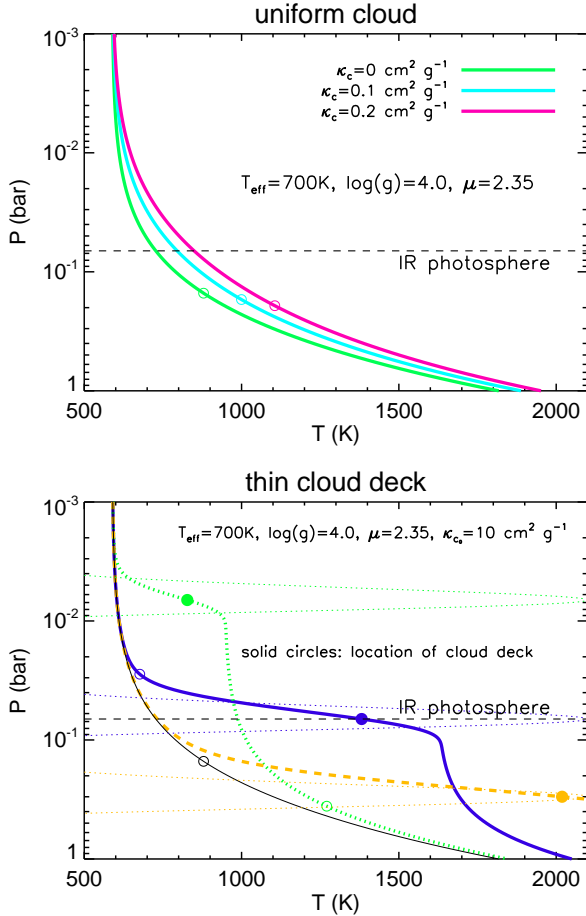 uniform cloud
10⁻³
κc=0 cm² g⁻¹
κc=0.1 cm² g⁻¹
κc=0.2 cm² g⁻¹
10⁻²
P (bar)
Teff=700K, log(g)=4.0, μ=2.35
10⁻¹
IR photosphere
1
500 1000 1500 2000
T (K)
thin cloud deck
10⁻³
Teff=700K, log(g)=4.0, μ=2.35, κc₀=10 cm² g⁻¹
10⁻²
solid circles: location of cloud deck
P (bar)
IR photosphere
10⁻¹
1
500 1000 1500 2000
T (K)